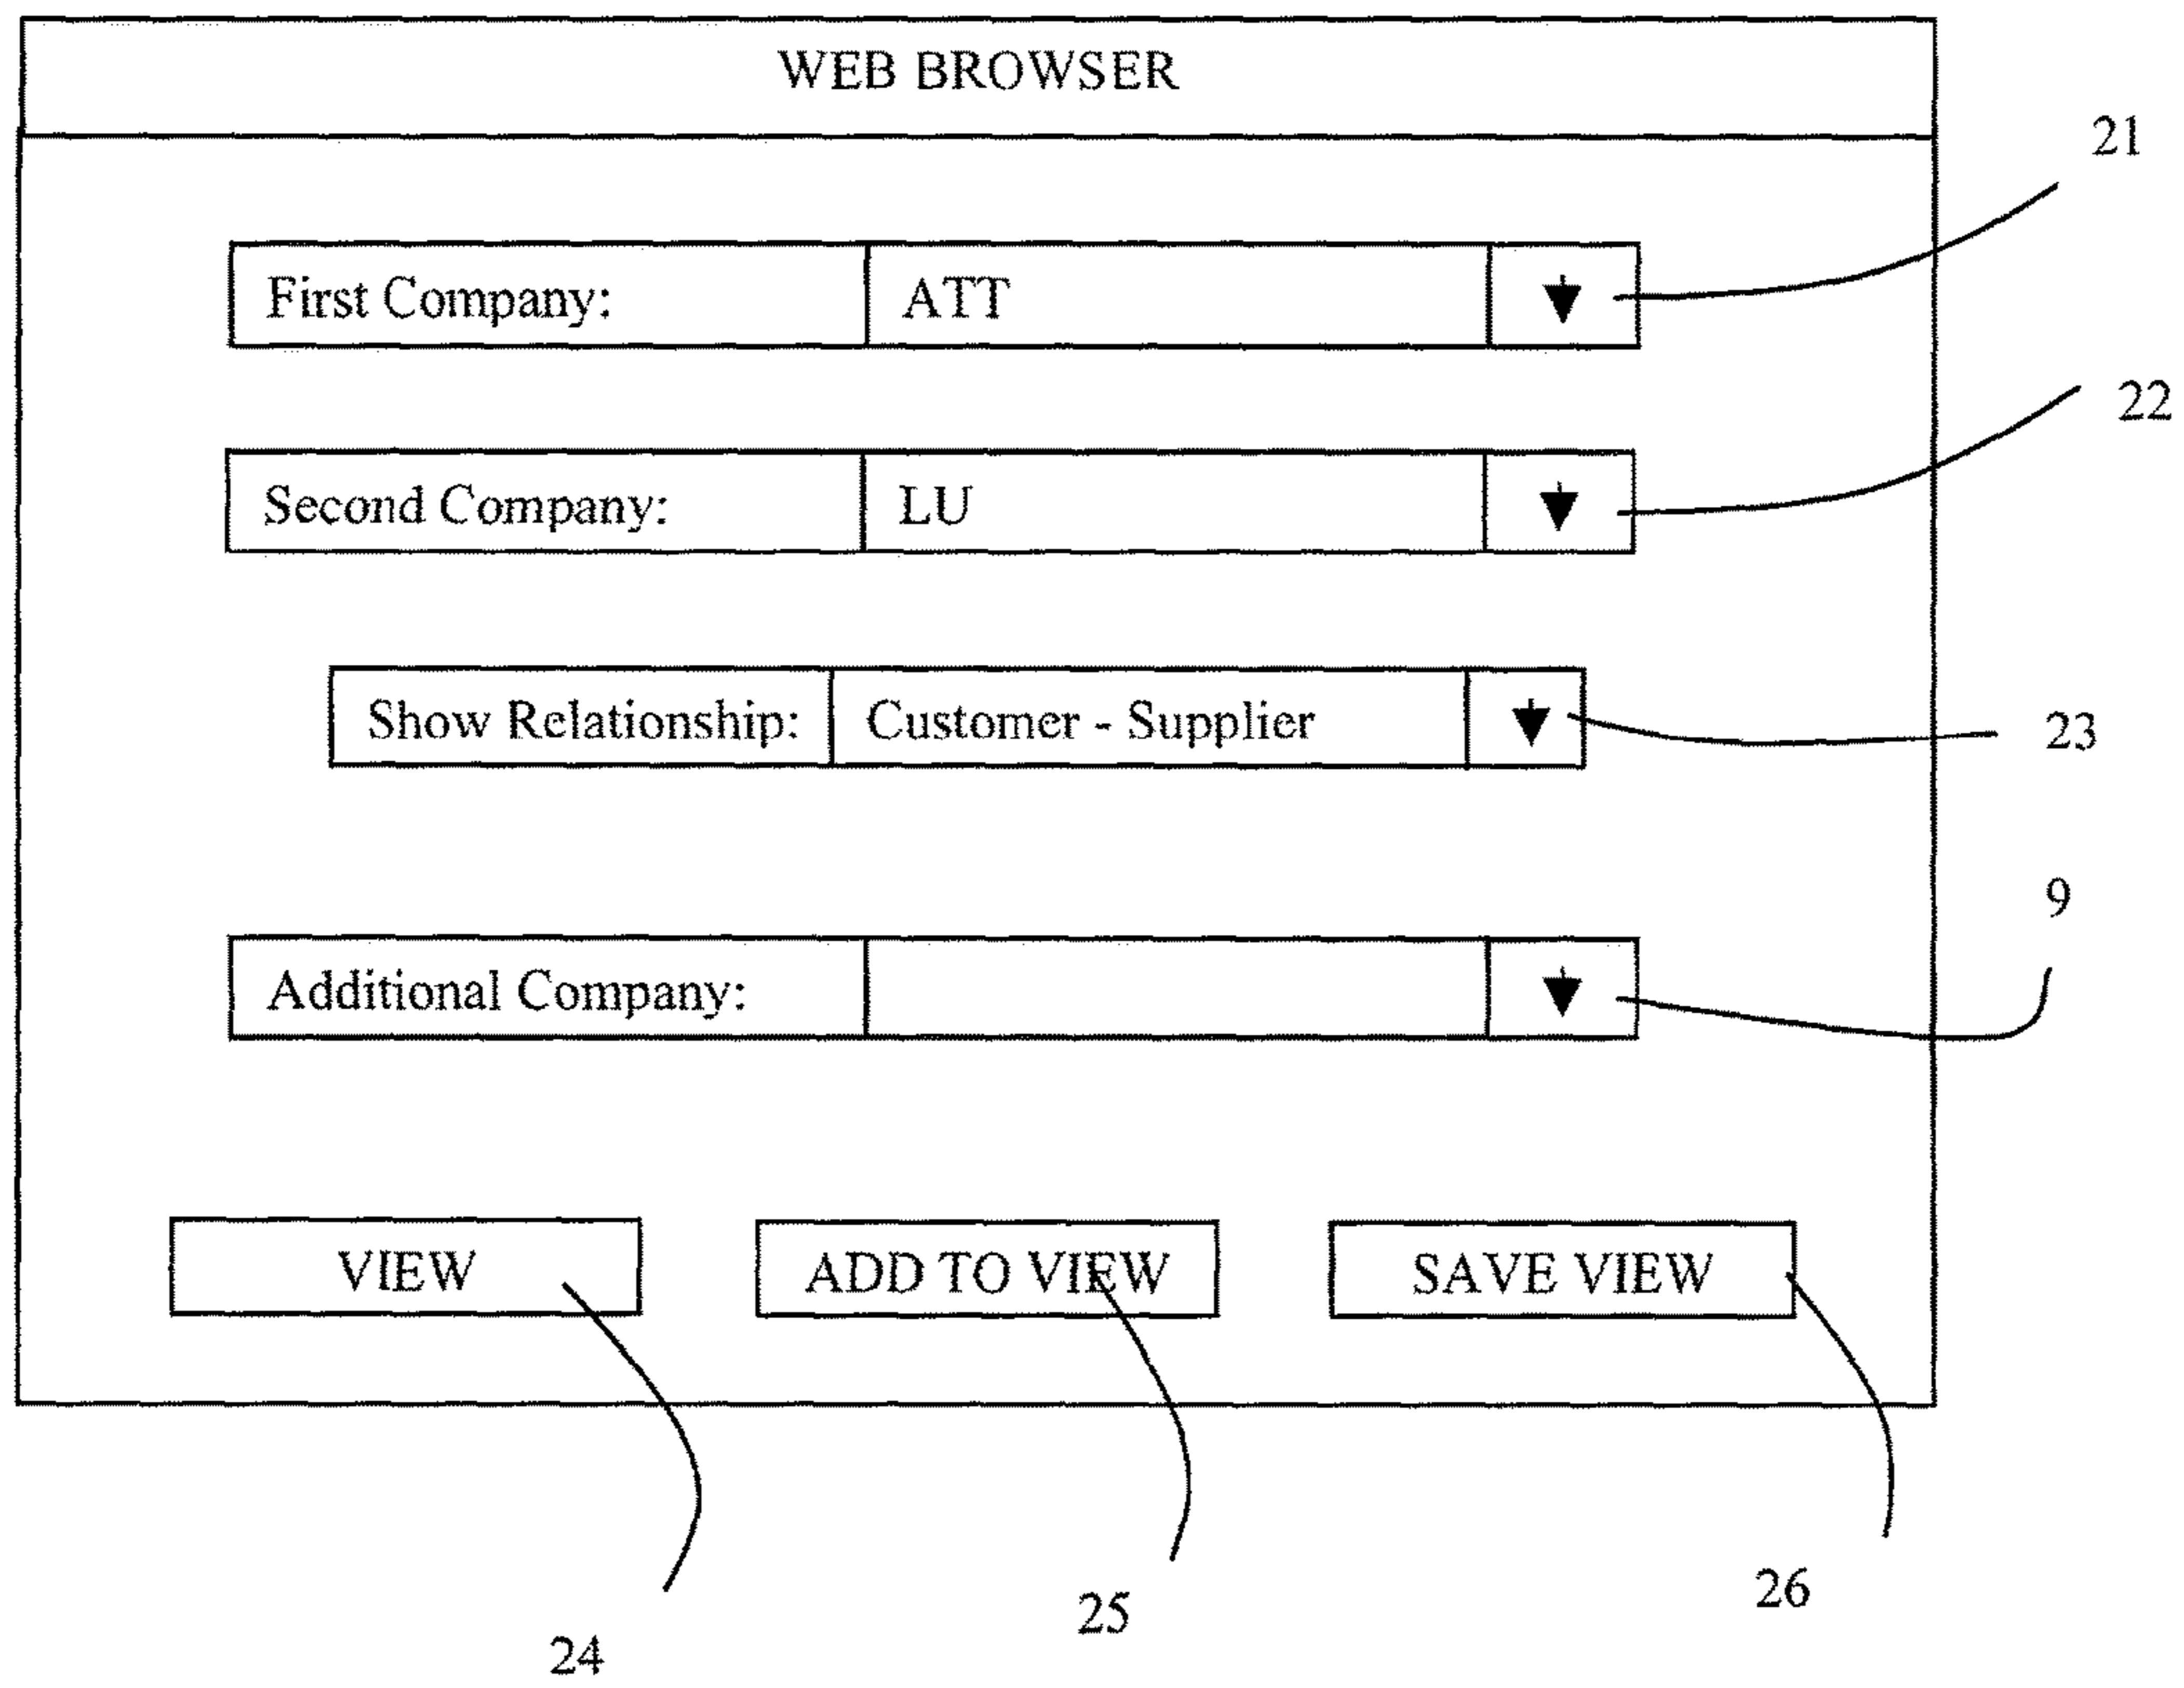 WEB BROWSER
21
First Company: ATT
22
Second Company: LU
Show Relationship: Customer - Supplier
23
9
Additional Company:
VIEW ADD TO VIEW SAVE VIEW
26
25
24